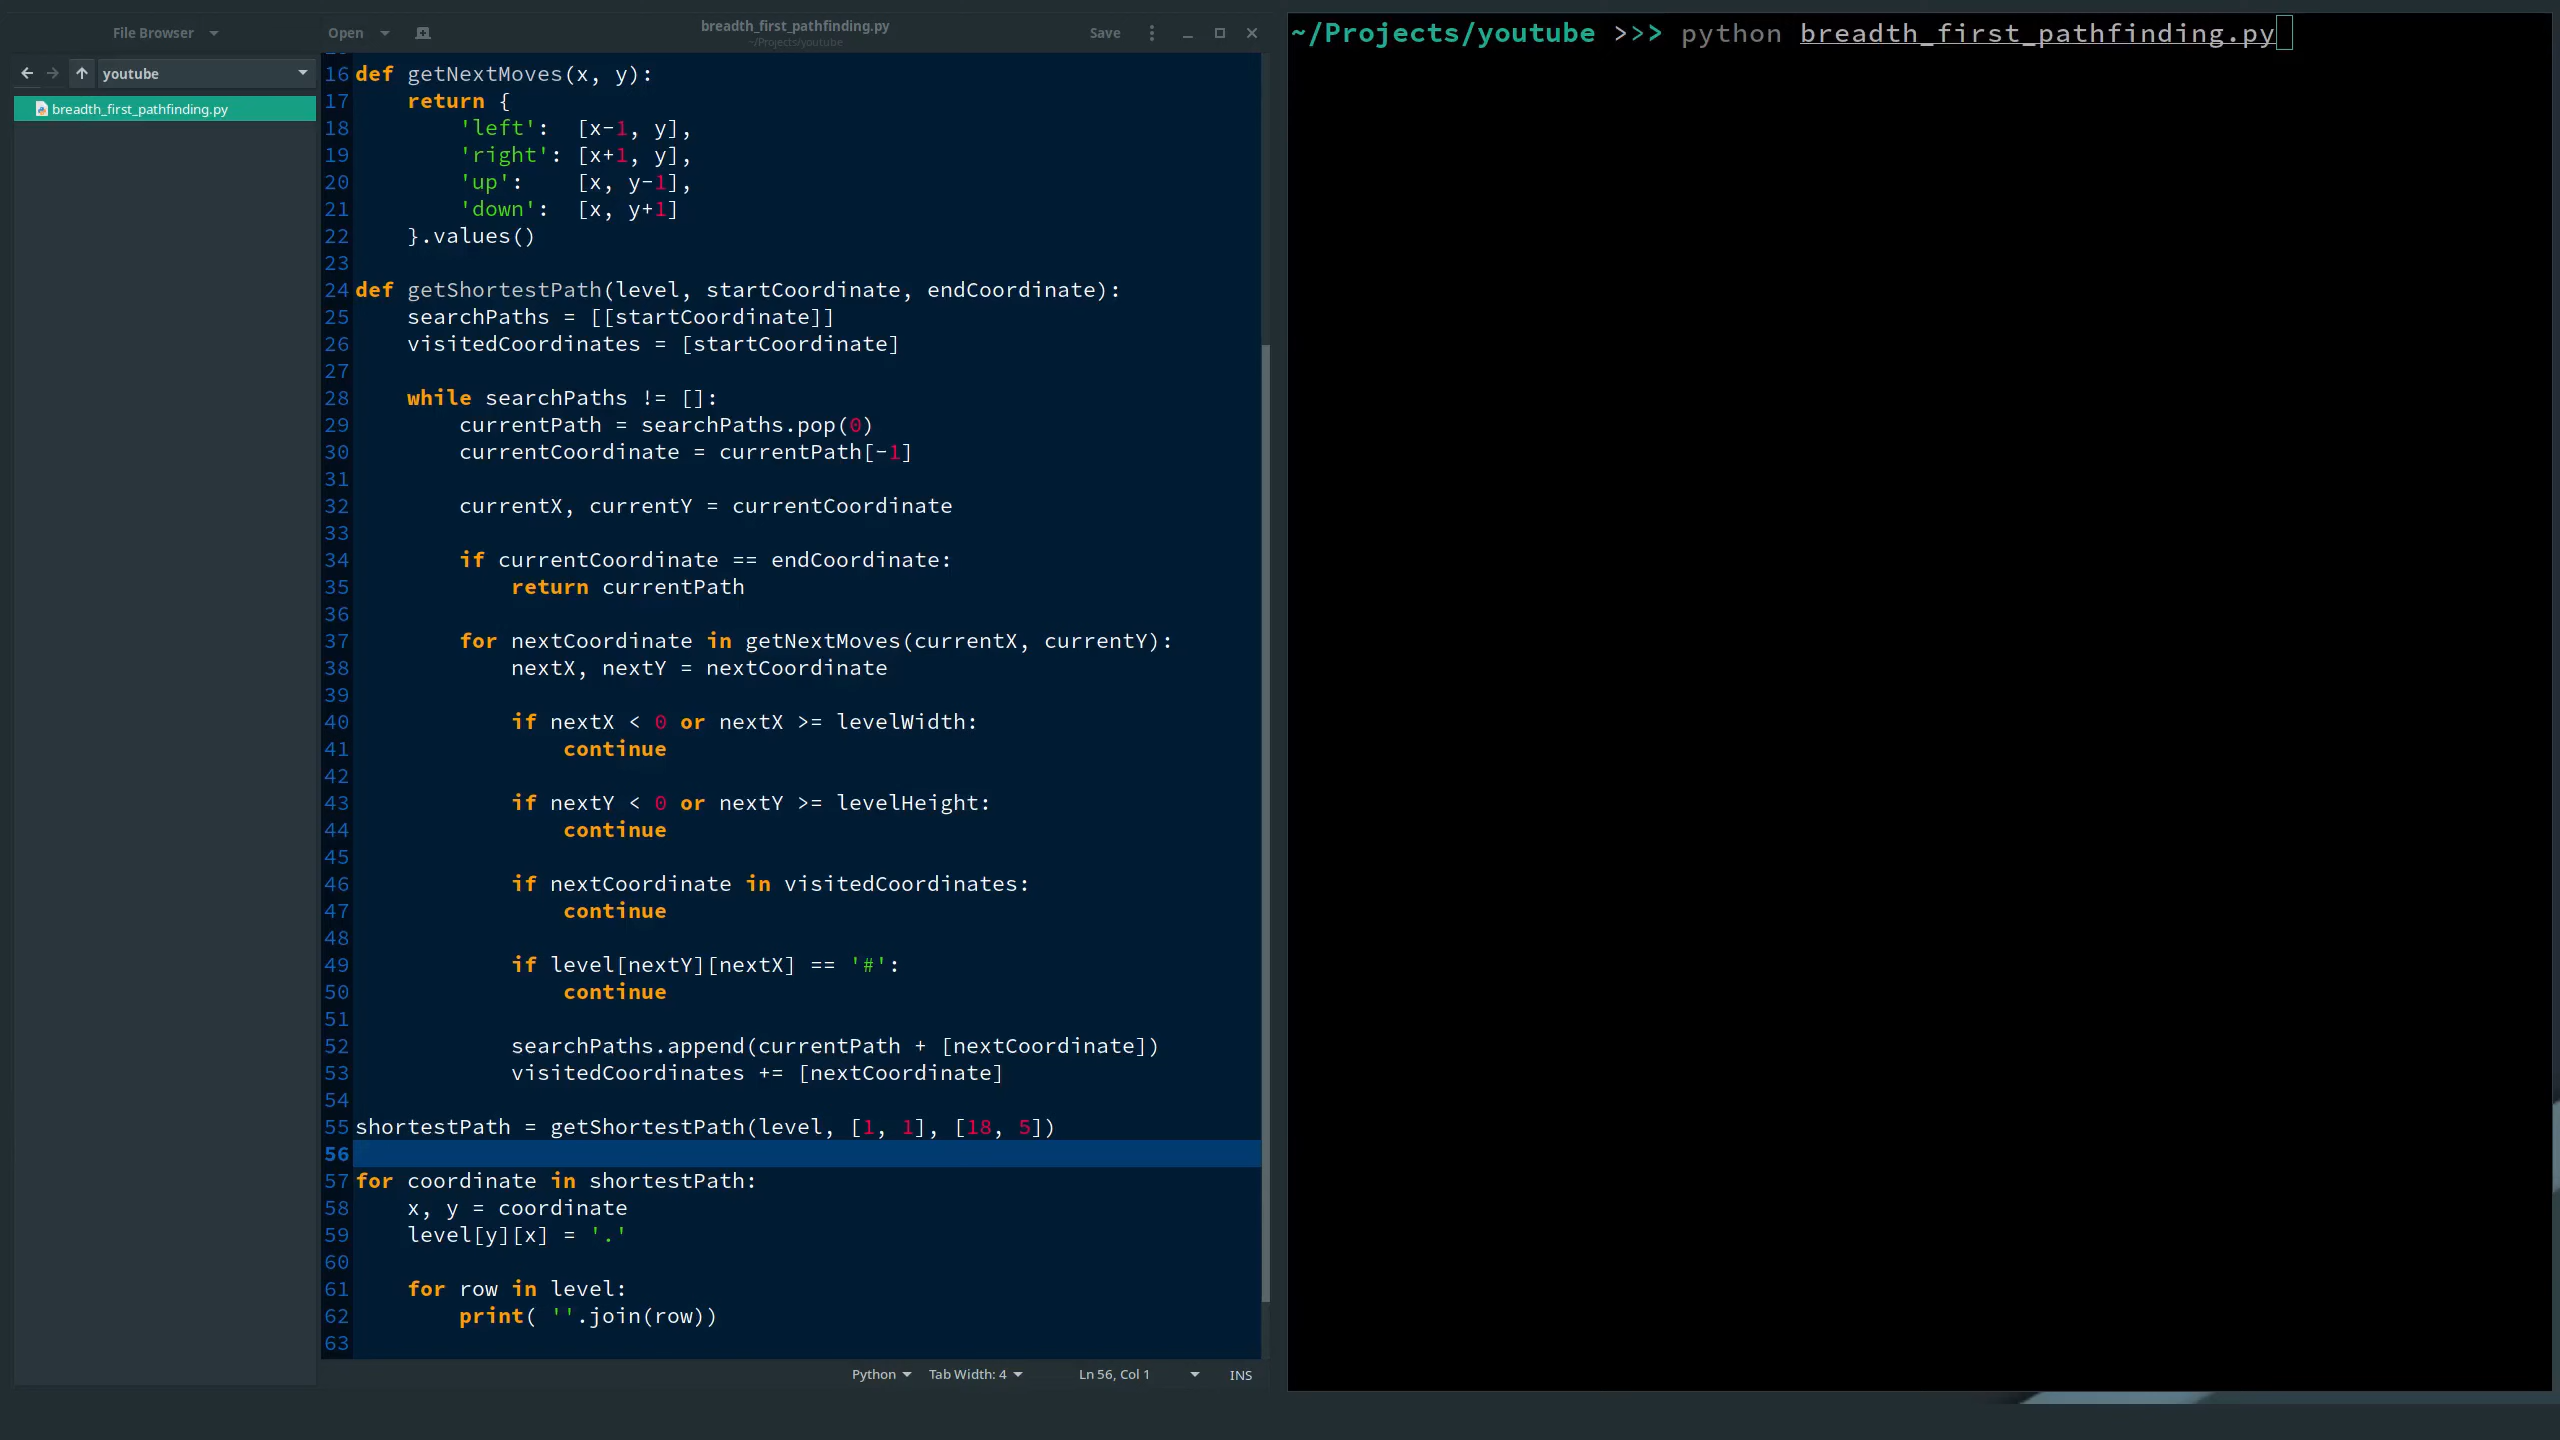 File Browser
Open
breadth_first_pathfinding.py
~/Projects/youtube
Save
youtube
breadth_first_pathfinding.py
16 def getNextMoves(x, y):
17     return {
18         'left':  [x-1, y],
19         'right': [x+1, y],
20         'up':    [x, y-1],
21         'down':  [x, y+1]
22     }.values()
23
24 def getShortestPath(level, startCoordinate, endCoordinate):
25     searchPaths = [[startCoordinate]]
26     visitedCoordinates = [startCoordinate]
27
28     while searchPaths != []:
29         currentPath = searchPaths.pop(0)
30         currentCoordinate = currentPath[-1]
31
32         currentX, currentY = currentCoordinate
33
34         if currentCoordinate == endCoordinate:
35             return currentPath
36
37         for nextCoordinate in getNextMoves(currentX, currentY):
38             nextX, nextY = nextCoordinate
39
40             if nextX < 0 or nextX >= levelWidth:
41                 continue
42
43             if nextY < 0 or nextY >= levelHeight:
44                 continue
45
46             if nextCoordinate in visitedCoordinates:
47                 continue
48
49             if level[nextY][nextX] == '#':
50                 continue
51
52             searchPaths.append(currentPath + [nextCoordinate])
53             visitedCoordinates += [nextCoordinate]
54
55 shortestPath = getShortestPath(level, [1, 1], [18, 5])
56
57 for coordinate in shortestPath:
58     x, y = coordinate
59     level[y][x] = '.'
60
61     for row in level:
62         print( ''.join(row))
63
Python
Tab Width: 4
Ln 56, Col 1
INS
~/Projects/youtube >>> python breadth_first_pathfinding.py